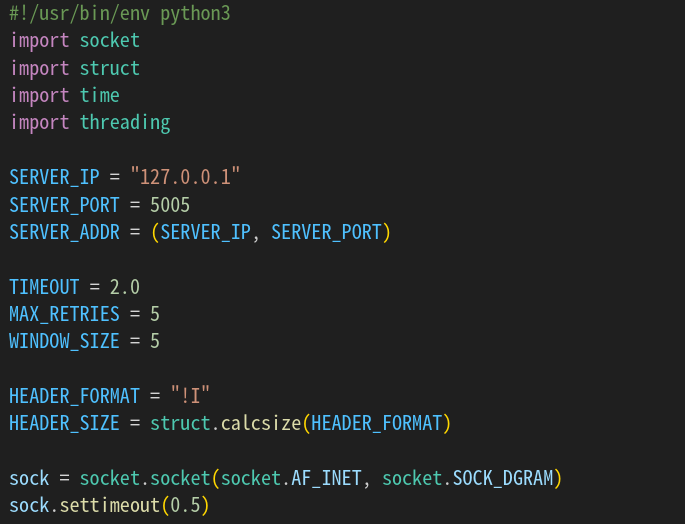 #!/usr/bin/env python3
import socket
import struct
import time
import threading
SERVER_IP = "127.0.0.1"
SERVER_PORT = 5005
SERVER_ADDR = (SERVER_IP, SERVER_PORT)
TIMEOUT = 2.0
MAX_RETRIES = 5
WINDOW_SIZE = 5
HEADER_FORMAT = "!I"
HEADER_SIZE = struct.calcsize(HEADER_FORMAT)
sock = socket.socket(socket.AF_INET, socket.SOCK_DGRAM)
sock.settimeout(0.5)